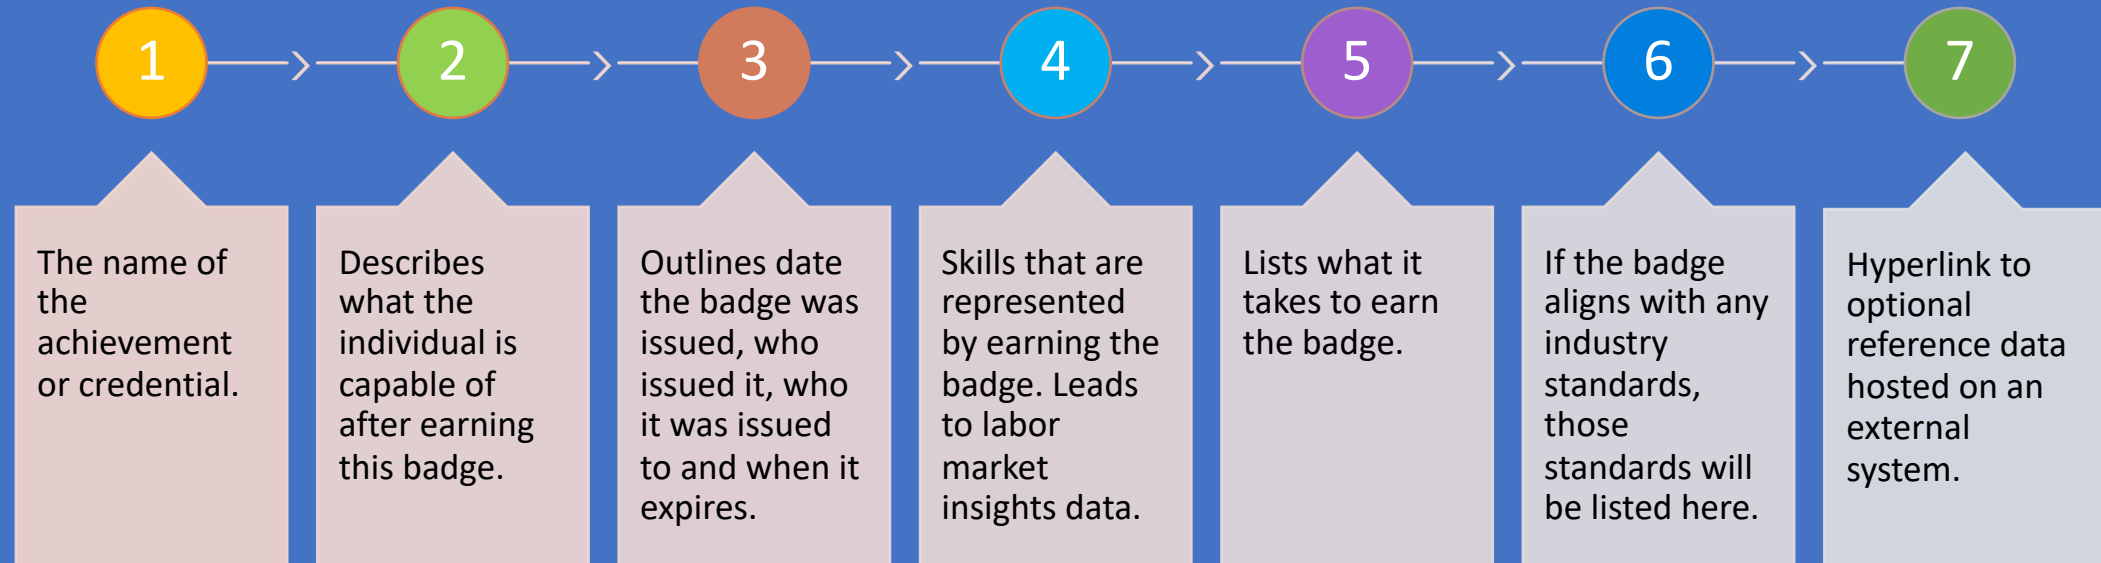 1
2
3
4
5
6
7
The name of
the
achievement
or credential.
Describes
what the
individual is
capable of
after earning
this badge.
Outlines date
the badge was
issued, who
issued it, who
it was issued
to and when it
expires.
Skills that are
represented
by earning the
badge. Leads
to labor
market
insights data.
Lists what it
takes to earn
the badge.
If the badge
aligns with any
industry
standards,
those
standards will
be listed here.
Hyperlink to
optional
reference data
hosted on an
external
system.